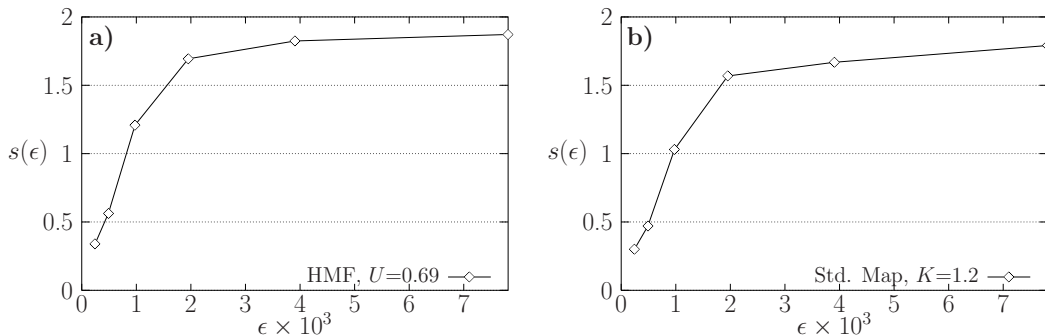 a)
2
1.5
1
0.5
0
s(ϵ)
HMF, U=0.69
0 1 2 3 4 5 6 7
ϵ × 10³
b)
2
1.5
1
0.5
0
s(ϵ)
Std. Map, K=1.2
0 1 2 3 4 5 6 7
ϵ × 10³